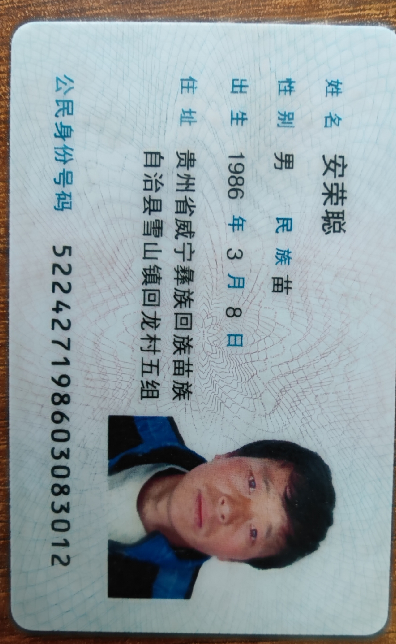 姓名 安荣聪
性别 男 民族 苗
出生 1986 年 3 月 8 日
住址 贵州省威宁彝族回族苗族
自治县雪山镇回龙村五组
公民身份号码 522427198603083012